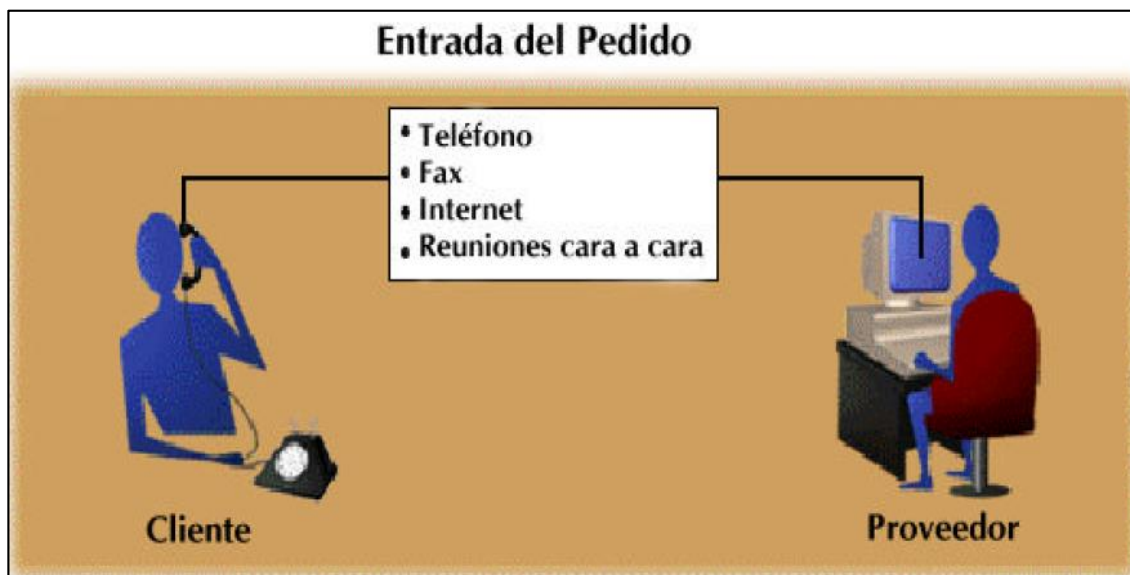 Entrada del Pedido
• Teléfono
• Fax
• Internet
• Reuniones cara a cara
Cliente
Proveedor